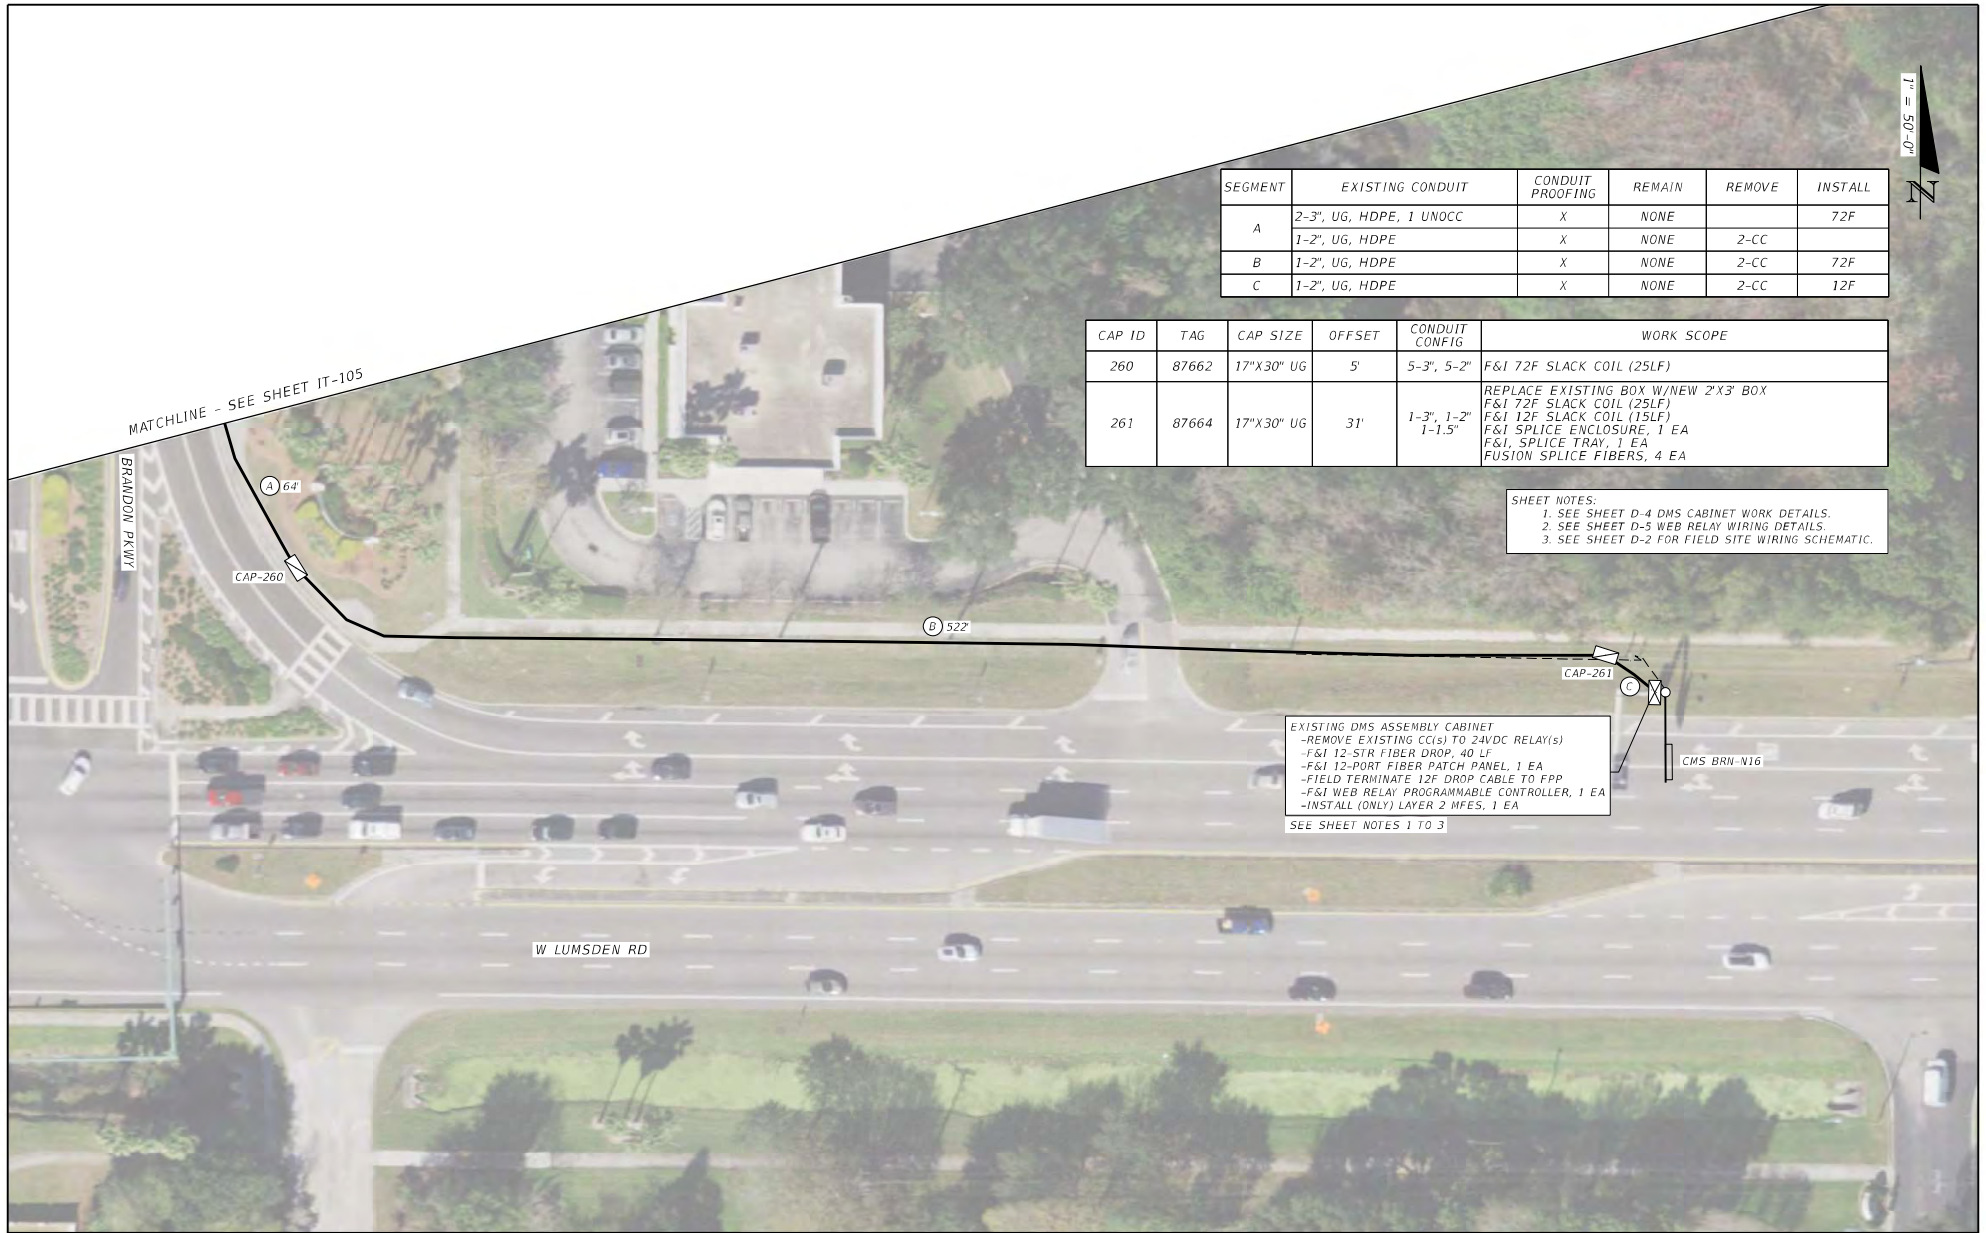 1" = 50'-0"
N
SEGMENT EXISTING CONDUIT CONDUIT PROOFING REMAIN REMOVE INSTALL
A 2-3", UG, HDPE, 1 UNOCC X NONE 72F
1-2", UG, HDPE X NONE 2-CC
B 1-2", UG, HDPE X NONE 2-CC 72F
C 1-2", UG, HDPE X NONE 2-CC 12F
CAP ID TAG CAP SIZE OFFSET CONDUIT CONFIG WORK SCOPE
260 87662 17"X30" UG 5' 5-3", 5-2" F&I 72F SLACK COIL (25LF)
261 87664 17"X30" UG 31' 1-3", 1-2" 1-1.5"
REPLACE EXISTING BOX W/NEW 2'X3' BOX
F&I 72F SLACK COIL (25LF)
F&I 12F SLACK COIL (15LF)
F&I SPLICE ENCLOSURE, 1 EA
F&I, SPLICE TRAY, 1 EA
FUSION SPLICE FIBERS, 4 EA
SHEET NOTES:
1. SEE SHEET D-4 DMS CABINET WORK DETAILS.
2. SEE SHEET D-5 WEB RELAY WIRING DETAILS.
3. SEE SHEET D-2 FOR FIELD SITE WIRING SCHEMATIC.
MATCHLINE - SEE SHEET IT-105
BRANDON PKWY
A 64'
CAP-260
B 522'
CAP-261
C
EXISTING DMS ASSEMBLY CABINET
-REMOVE EXISTING CC(s) TO 24VDC RELAY(s)
-F&I 12-STR FIBER DROP, 40 LF
-F&I 12-PORT FIBER PATCH PANEL, 1 EA
-FIELD TERMINATE 12F DROP CABLE TO FPP
-F&I WEB RELAY PROGRAMMABLE CONTROLLER, 1 EA
-INSTALL (ONLY) LAYER 2 MFES, 1 EA
SEE SHEET NOTES 1 TO 3
CMS BRN-N16
W LUMSDEN RD